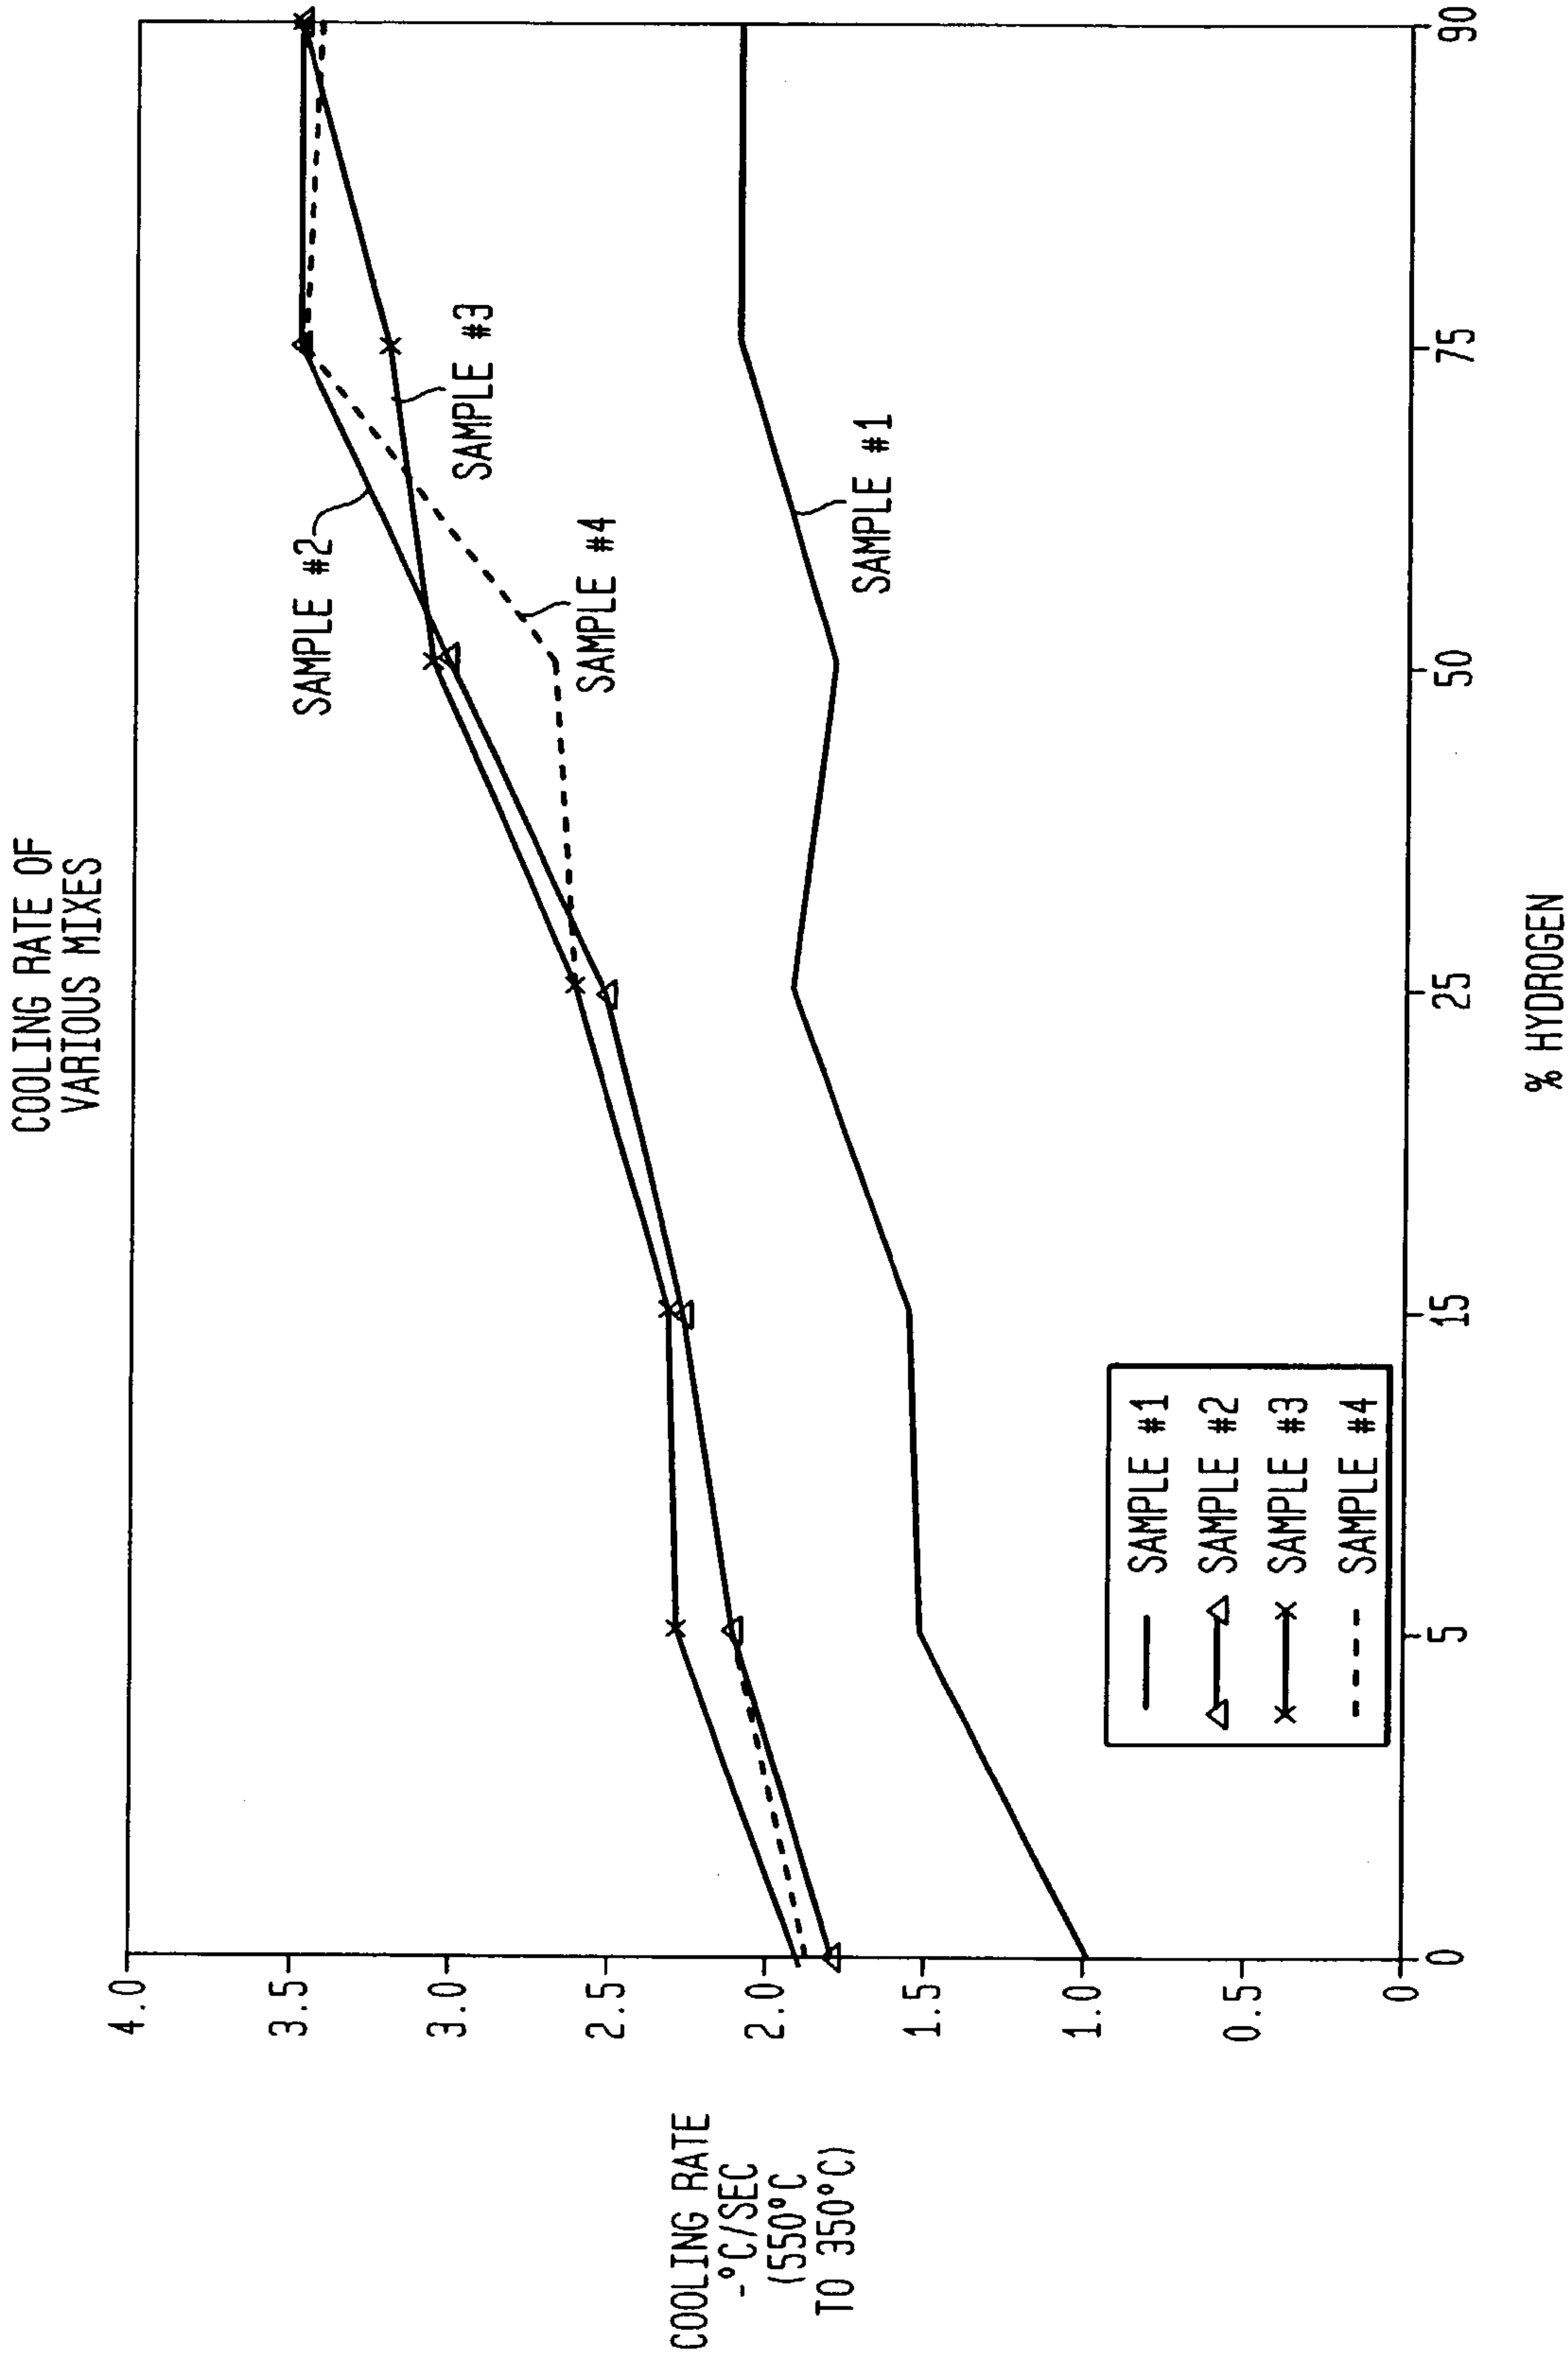 COOLING RATE OF
VARIOUS MIXES
COOLING RATE
-°C/SEC
(550°C
TO 350°C)
4.0
3.5
3.0
2.5
2.0
1.5
1.0
0.5
0
SAMPLE #2
SAMPLE #3
SAMPLE #4
SAMPLE #1
SAMPLE #1
SAMPLE #2
SAMPLE #3
SAMPLE #4
0
5
15
25
50
75
90
% HYDROGEN